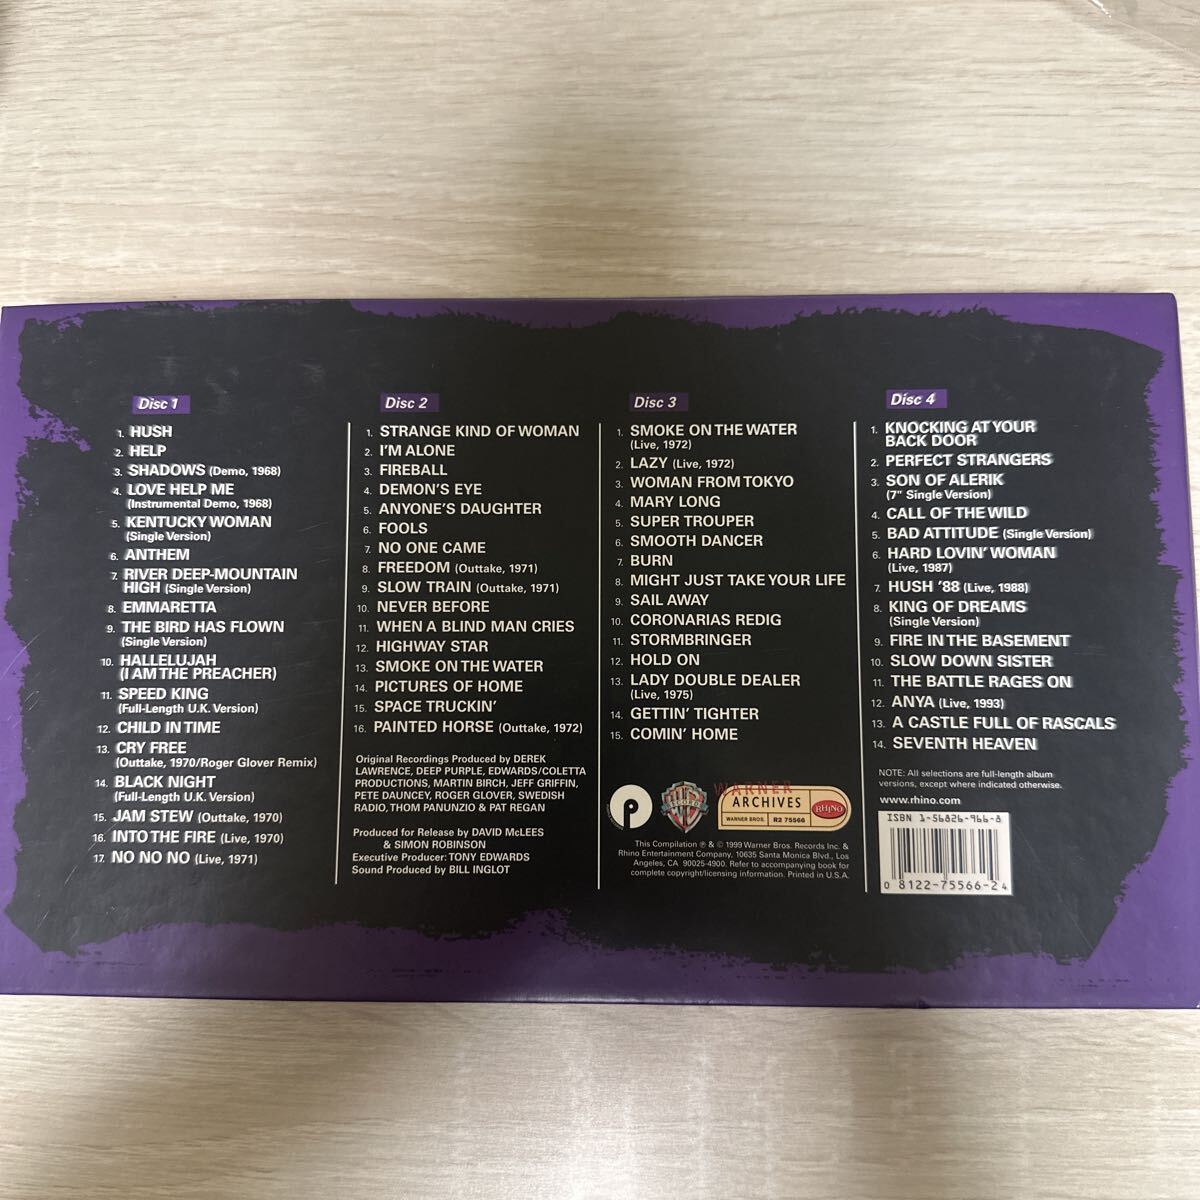 Disc 1
1. HUSH
2. HELP
3. SHADOWS (Demo, 1968)
4. LOVE HELP ME
(Instrumental Demo, 1968)
5. KENTUCKY WOMAN
(Single Version)
6. ANTHEM
7. RIVER DEEP-MOUNTAIN
HIGH (Single Version)
8. EMMARETTA
9. THE BIRD HAS FLOWN
(Single Version)
10. HALLELUJAH
(I AM THE PREACHER)
11. SPEED KING
(Full-Length U.K. Version)
12. CHILD IN TIME
13. CRY FREE
(Outtake, 1970/Roger Glover Remix)
14. BLACK NIGHT
(Full-Length U.K. Version)
15. JAM STEW (Outtake, 1970)
16. INTO THE FIRE (Live, 1970)
17. NO NO NO (Live, 1971)
Disc 2
1. STRANGE KIND OF WOMAN
2. I'M ALONE
3. FIREBALL
4. DEMON'S EYE
5. ANYONE'S DAUGHTER
6. FOOLS
7. NO ONE CAME
8. FREEDOM (Outtake, 1971)
9. SLOW TRAIN (Outtake, 1971)
10. NEVER BEFORE
11. WHEN A BLIND MAN CRIES
12. HIGHWAY STAR
13. SMOKE ON THE WATER
14. PICTURES OF HOME
15. SPACE TRUCKIN'
16. PAINTED HORSE (Outtake, 1972)
Original Recordings Produced by DEREK
LAWRENCE, DEEP PURPLE, EDWARDS/COLETTA
PRODUCTIONS, MARTIN BIRCH, JEFF GRIFFIN,
PETE DAUNCEY, ROGER GLOVER, SWEDISH
RADIO, THOM PANUNZIO & PAT REGAN
Produced for Release by DAVID McLEES
& SIMON ROBINSON
Executive Producer: TONY EDWARDS
Sound Produced by BILL INGLOT
Disc 3
1. SMOKE ON THE WATER
(Live, 1972)
2. LAZY (Live, 1972)
3. WOMAN FROM TOKYO
4. MARY LONG
5. SUPER TROUPER
6. SMOOTH DANCER
7. BURN
8. MIGHT JUST TAKE YOUR LIFE
9. SAIL AWAY
10. CORONARIAS REDIG
11. STORMBRINGER
12. HOLD ON
13. LADY DOUBLE DEALER
(Live, 1975)
14. GETTIN' TIGHTER
15. COMIN' HOME
P
RECORDS
WARNER
ARCHIVES
WARNER BROS. R2 75566
RHINO
This Compilation ℗ & © 1999 Warner Bros. Records Inc. &
Rhino Entertainment Company, 10635 Santa Monica Blvd., Los
Angeles, CA 90025-4900. Refer to accompanying book for
complete copyright/licensing information. Printed in U.S.A.
Disc 4
1. KNOCKING AT YOUR
BACK DOOR
2. PERFECT STRANGERS
3. SON OF ALERIK
(7" Single Version)
4. CALL OF THE WILD
5. BAD ATTITUDE (Single Version)
6. HARD LOVIN' WOMAN
(Live, 1987)
7. HUSH '88 (Live, 1988)
8. KING OF DREAMS
(Single Version)
9. FIRE IN THE BASEMENT
10. SLOW DOWN SISTER
11. THE BATTLE RAGES ON
12. ANYA (Live, 1993)
13. A CASTLE FULL OF RASCALS
14. SEVENTH HEAVEN
NOTE: All selections are full-length album
versions, except where indicated otherwise.
www.rhino.com
ISBN 1-56826-966-8
0 8122-75566-2 4